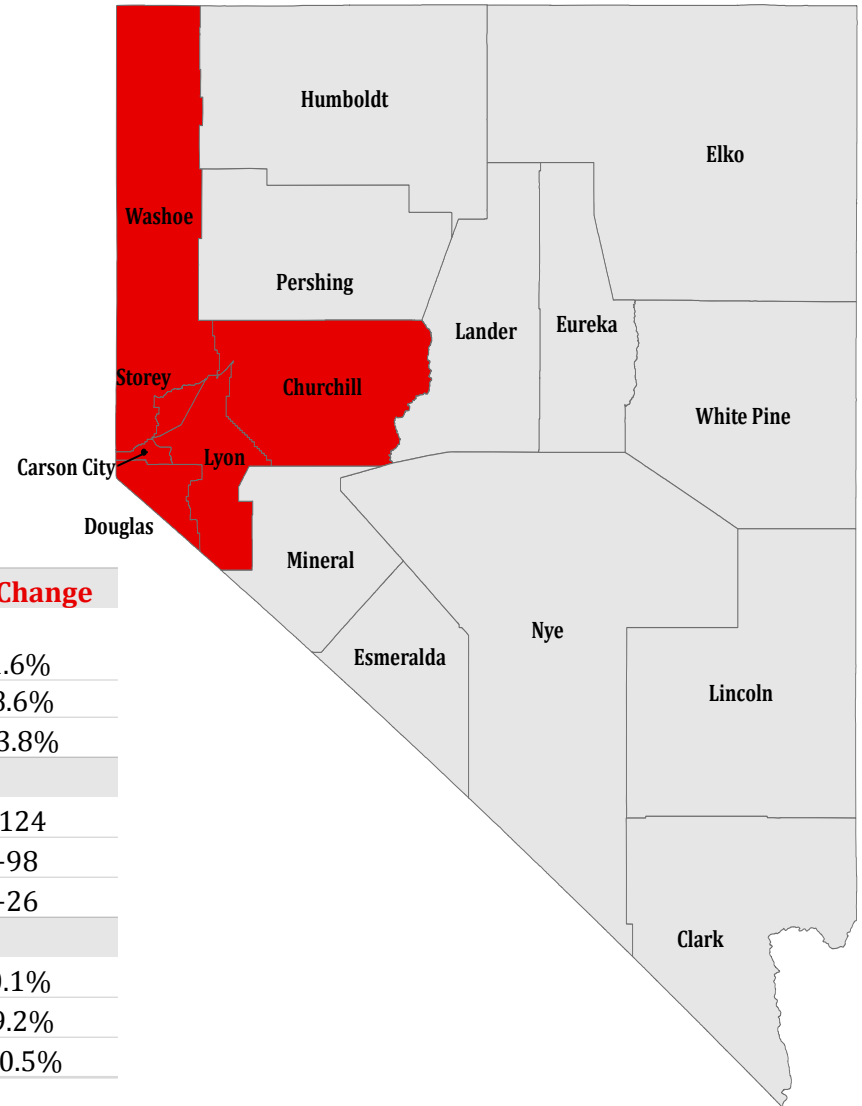 Humboldt
Elko
Washoe
Pershing
Lander
Eureka
Storey
Churchill
White Pine
Lyon
Carson City
Douglas
Mineral
Nye
Esmeralda
Lincoln
Clark
Change
.6%
3.6%
3.8%
124
-98
-26
0.1%
9.2%
0.5%